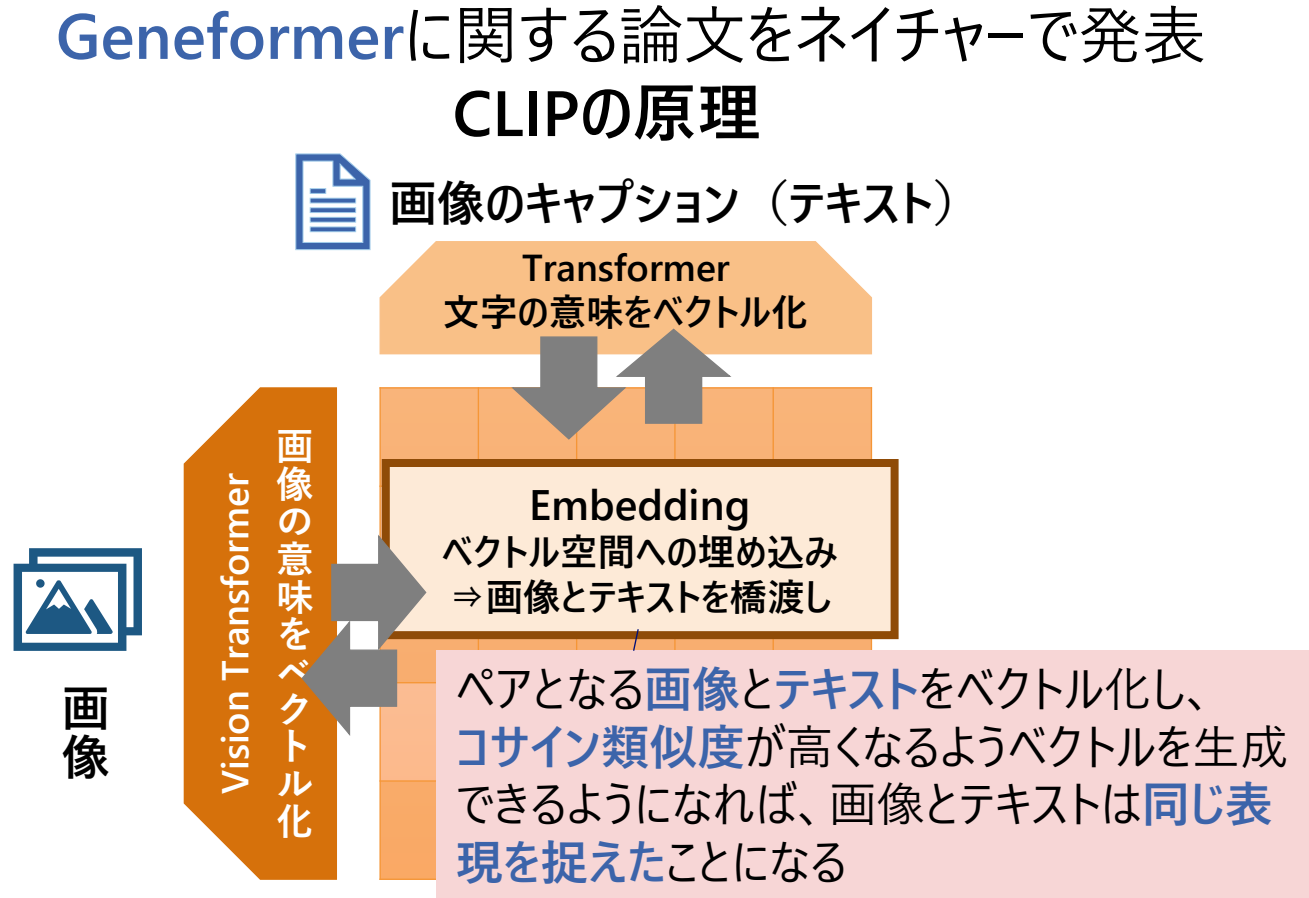 Geneformerに関する論文をネイチャーで発表
CLIPの原理
画像のキャプション（テキスト）
Transformer
文字の意味をベクトル化
画像の意味をベクトル化
Vision Transformer
画像
Embedding
ベクトル空間への埋め込み
⇒画像とテキストを橋渡し
ペアとなる画像とテキストをベクトル化し、
コサイン類似度が高くなるようベクトルを生成
できるようになれば、画像とテキストは同じ表
現を捉えたことになる